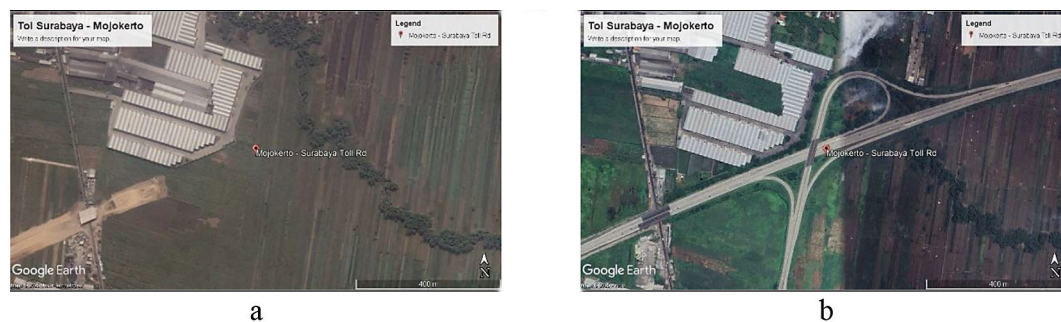 Tol Surabaya - Mojokerto
Write a description for your map.
Legend
Mojokerto - Surabaya Toll Rd
Mojokerto - Surabaya Toll Rd
Google Earth
400 m
N
a
Tol Surabaya - Mojokerto
Write a description for your map.
Legend
Mojokerto - Surabaya Toll Rd
Mojokerto - Surabaya Toll Rd
Google Earth
400 m
N
b